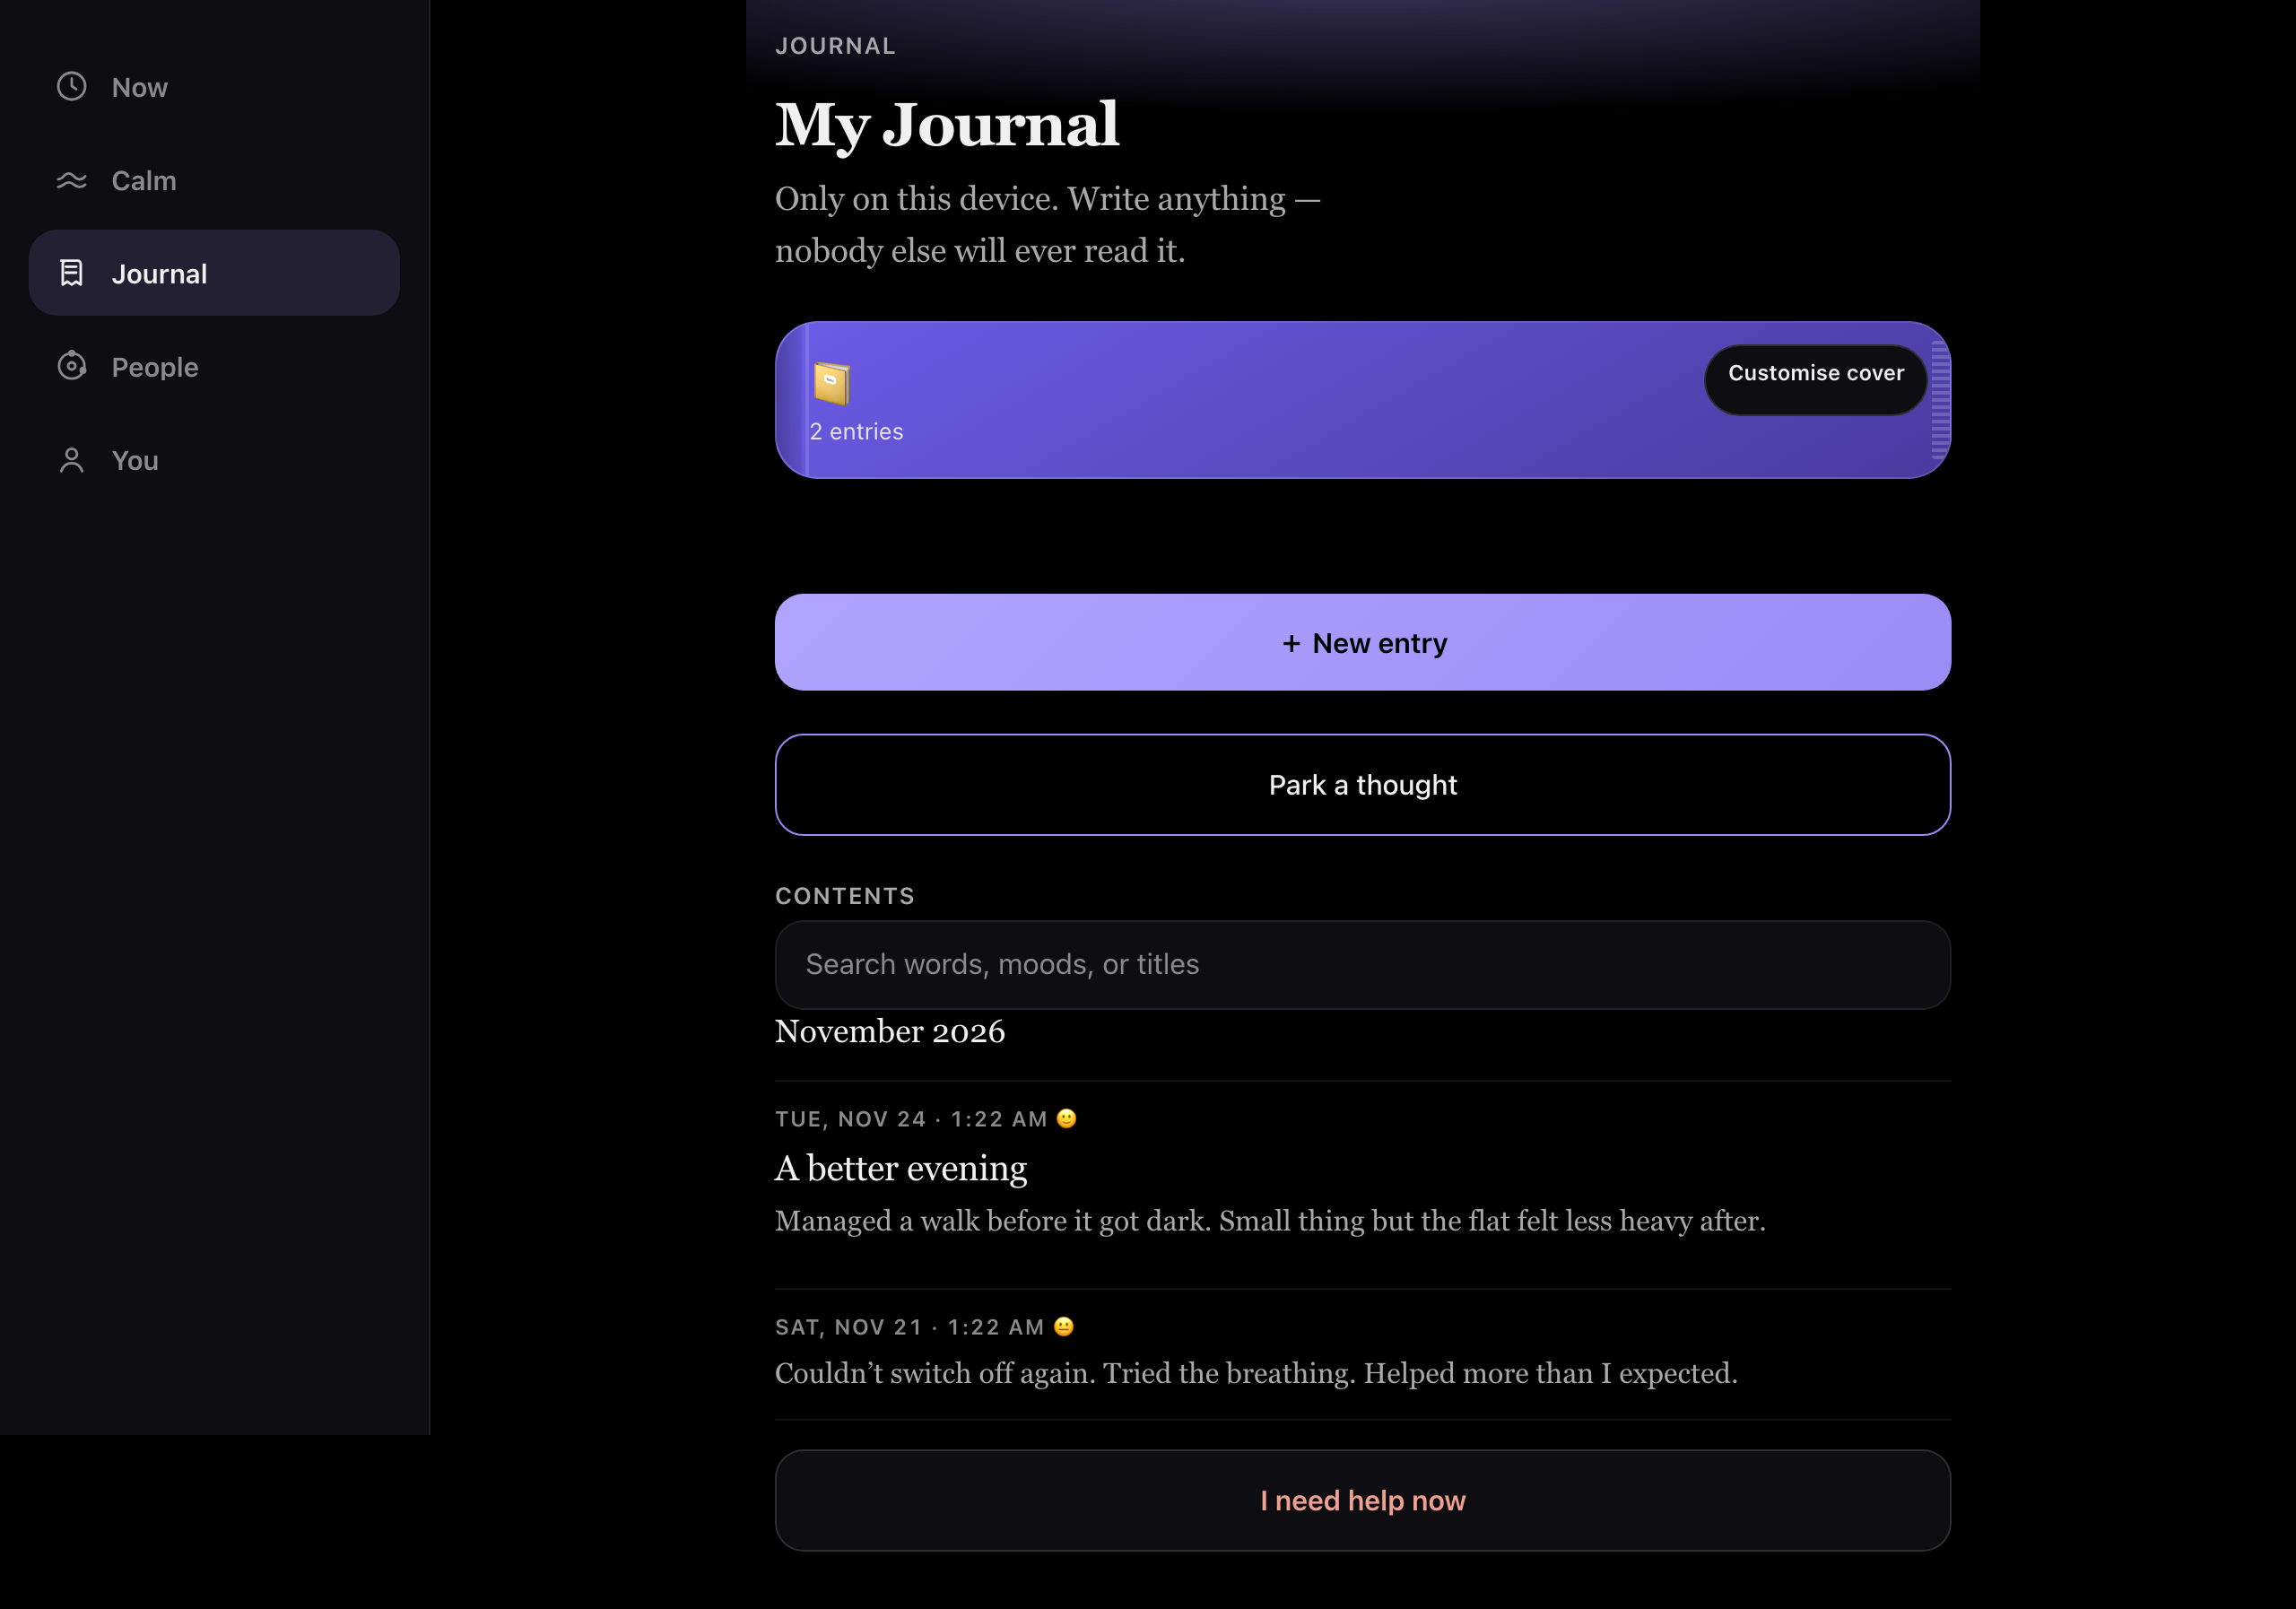 Now
Calm
Journal
People
You
JOURNAL
My Journal
Only on this device. Write anything —
nobody else will ever read it.
Customise cover
2 entries
+ New entry
Park a thought
CONTENTS
Search words, moods, or titles
November 2026
TUE, NOV 24 · 1:22 AM 🙂
A better evening
Managed a walk before it got dark. Small thing but the flat felt less heavy after.
SAT, NOV 21 · 1:22 AM 😐
Couldn’t switch off again. Tried the breathing. Helped more than I expected.
I need help now